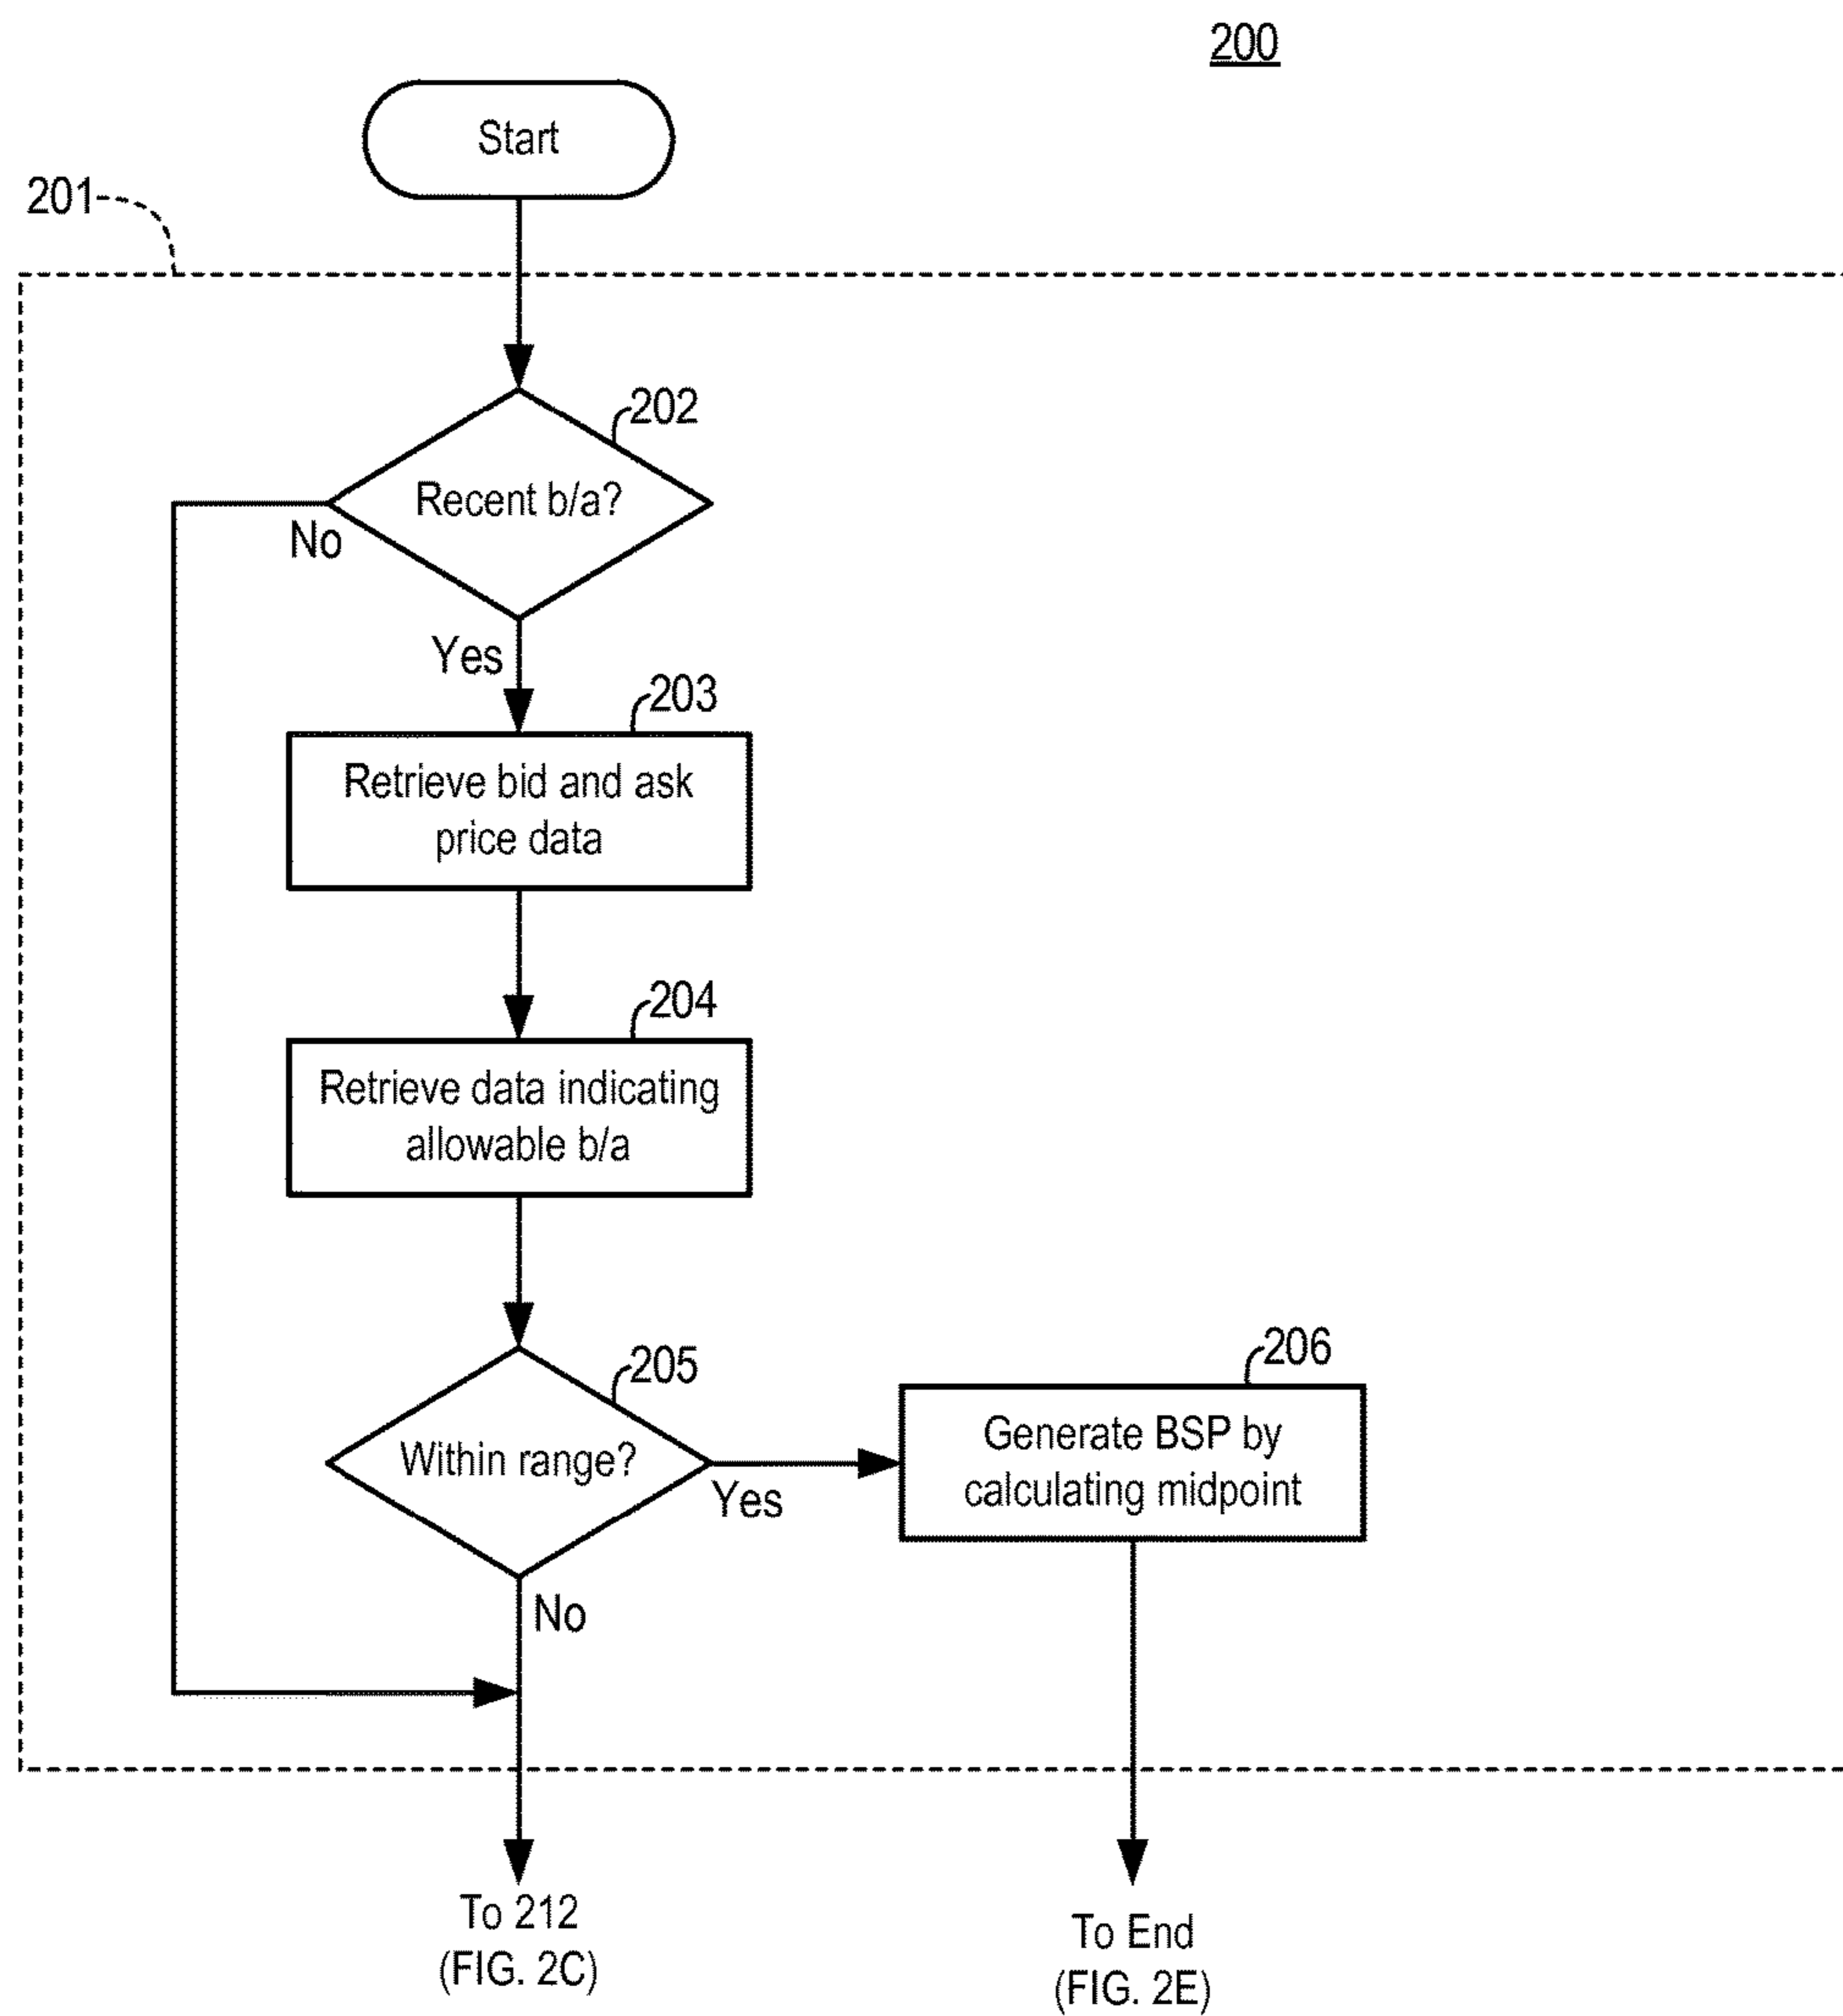 200
Start
201
202
Recent b/a?
No
Yes
203
Retrieve bid and ask
price data
204
Retrieve data indicating
allowable b/a
205
Within range?
Yes
206
Generate BSP by
calculating midpoint
No
To 212
(FIG. 2C)
To End
(FIG. 2E)